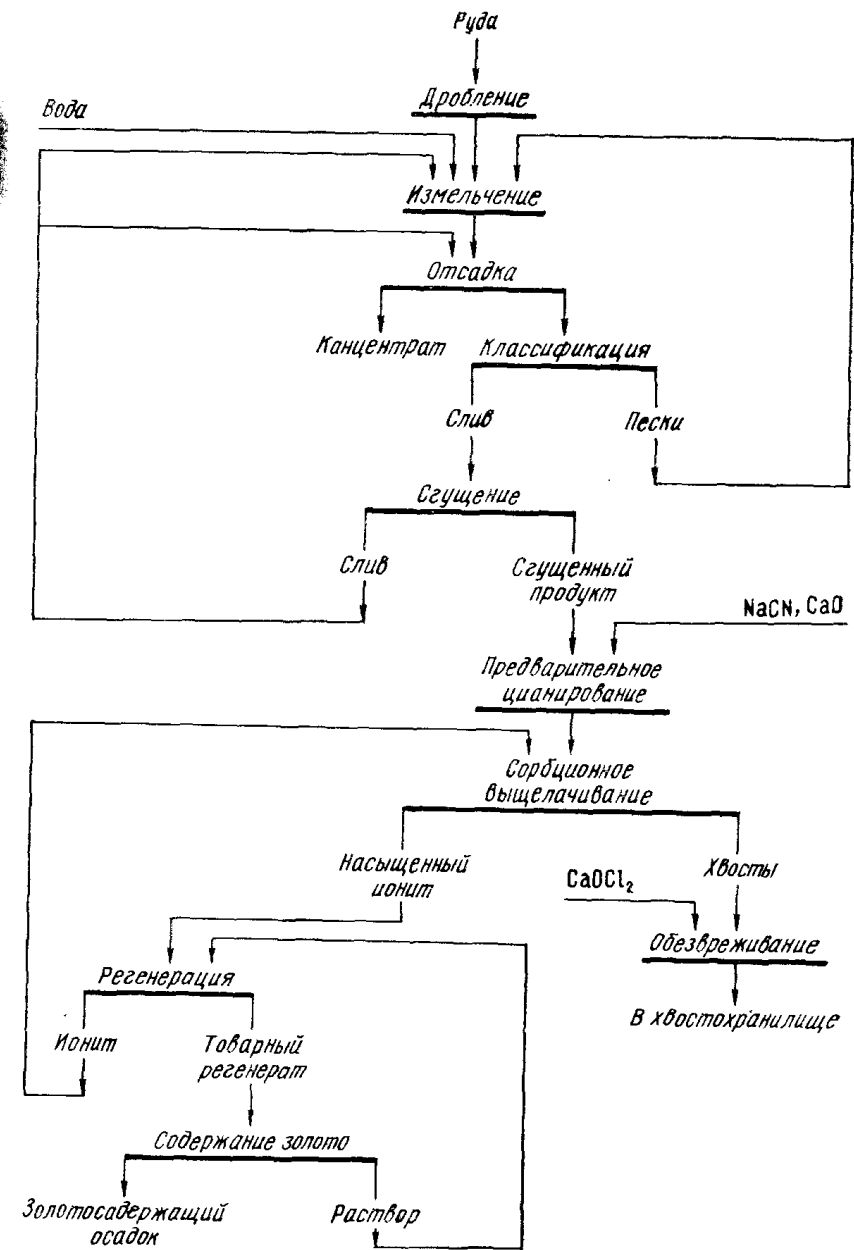 Руда
Дробление
Вода
Измельчение
Отсадка
Канцентрат
Классификация
Слив
Пески
Сгущение
Слив
Сгущенный
продукт
NaCN, CaO
Предварительное
цианирование
Сорбционное
выщелачивание
Насыщенный
ионит
CaOCl₂
Хвосты
Обезвреживание
Регенерация
В хвостохранилище
Ионит
Товарный
регенерат
Содержание золото
Золотосадержащий
осадок
Раствор